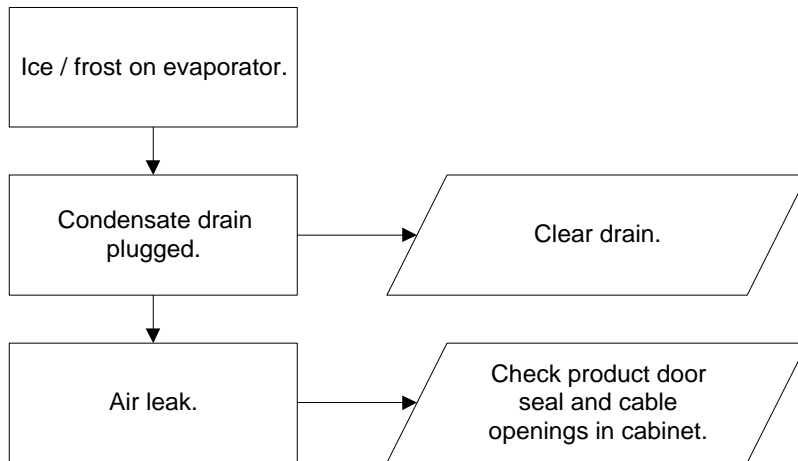 Ice / frost on evaporator.
Condensate drain
plugged.
Clear drain.
Air leak.
Check product door
seal and cable
openings in cabinet.